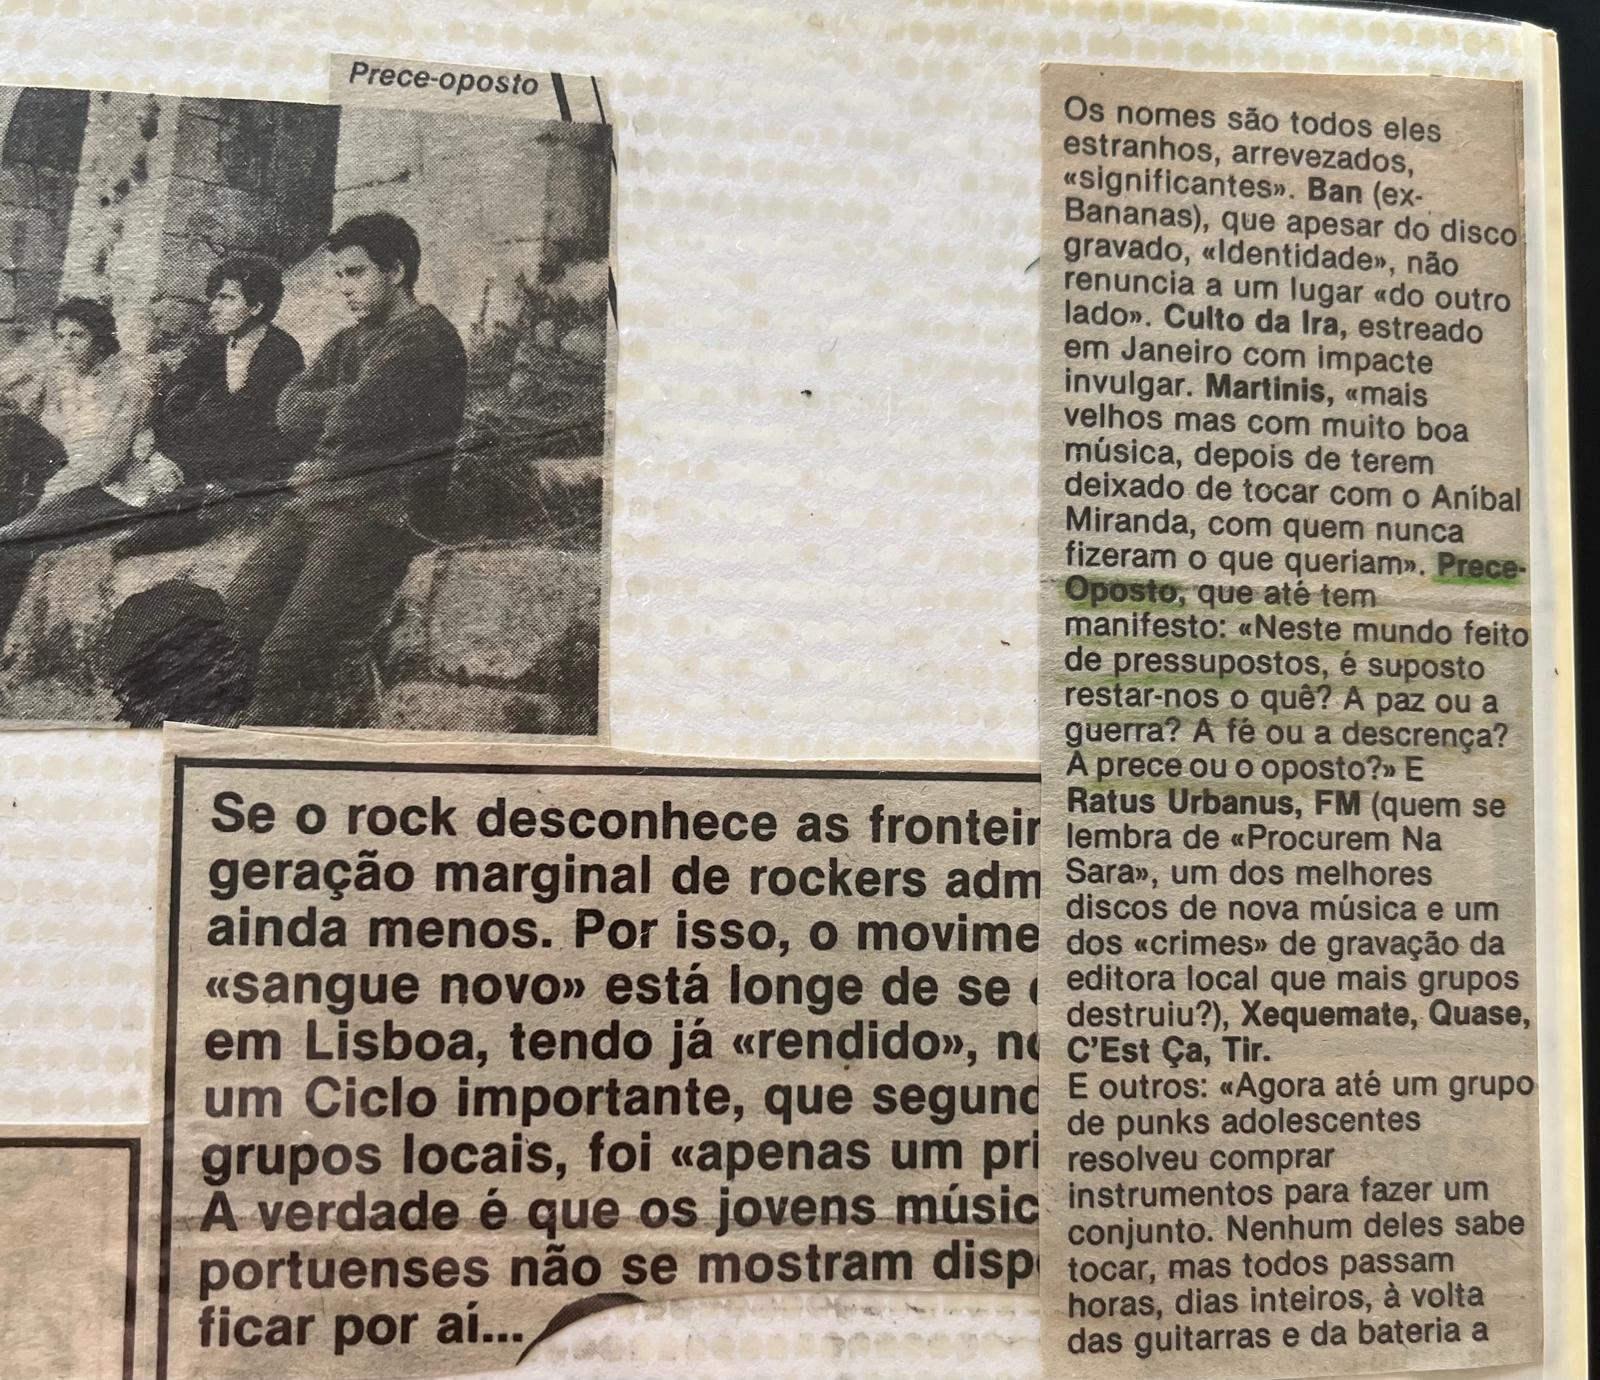 Prece-oposto
Se o rock desconhece as
geração marginal de rockers
ainda menos. Por isso, o
«sangue novo» está longe de se
em Lisboa, tendo já «rendido»,
um Ciclo importante, que
grupos locais, foi «apenas um
A verdade é que os jovens
portuenses não se mostram
ficar por aí...
Os nomes são todos eles
estranhos, arrevezados,
«significantes». Ban (ex-
Bananas), que apesar do disco
gravado, «Identidade», não
renuncia a um lugar «do outro
lado». Culto da Ira, estreado
em Janeiro com impacte
invulgar. Martinis, «mais
velhos mas com muito boa
música, depois de terem
deixado de tocar com o Aníbal
Miranda, com quem nunca
fizeram o que queriam». Prece-
Oposto, que até tem
manifesto: «Neste mundo feito
de pressupostos, é suposto
restar-nos o quê? A paz ou a
guerra? A fé ou a descrença?
A prece ou o oposto?» E
Ratus Urbanus, FM (quem se
lembra de «Procurem Na
Sara», um dos melhores
discos de nova música e um
dos «crimes» de gravação da
editora local que mais grupos
destruiu?), Xequemate, Quase,
C'Est Ça, Tir.
E outros: «Agora até um grupo
de punks adolescentes
resolveu comprar
instrumentos para fazer um
conjunto. Nenhum deles sabe
tocar, mas todos passam
horas, dias inteiros, à volta
das guitarras e da bateria a